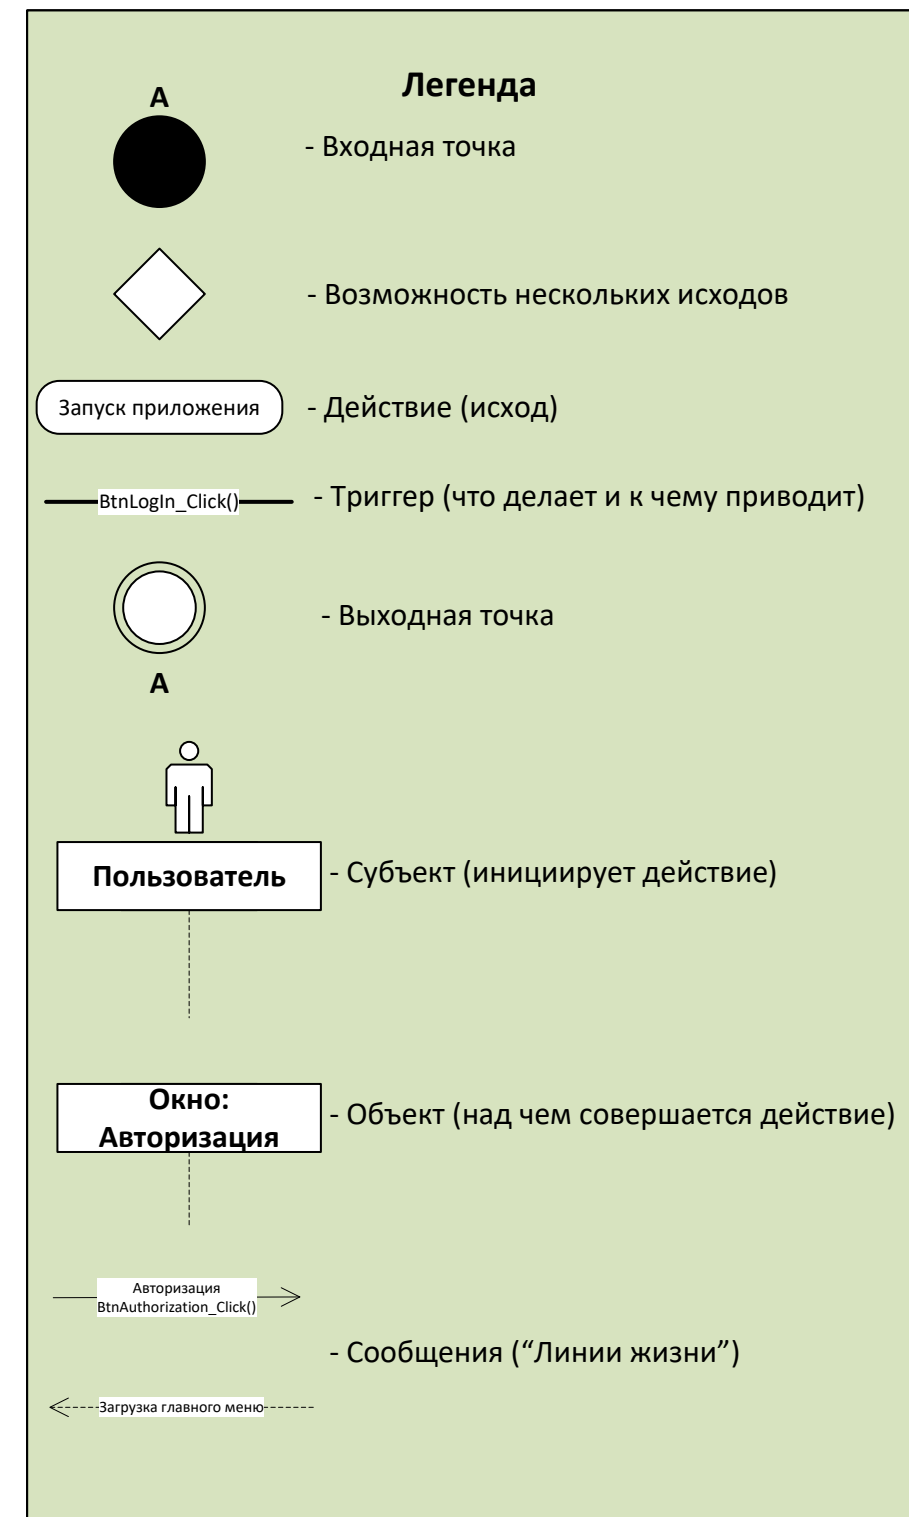 Легенда
А
- Входная точка
- Возможность нескольких исходов
Запуск приложения
- Действие (исход)
BtnLogIn_Click()
- Триггер (что делает и к чему приводит)
- Выходная точка
А
Пользователь
- Субъект (инициирует действие)
Окно:
Авторизация
- Объект (над чем совершается действие)
Авторизация
BtnAuthorization_Click()
- Сообщения (“Линии жизни”)
Загрузка главного меню